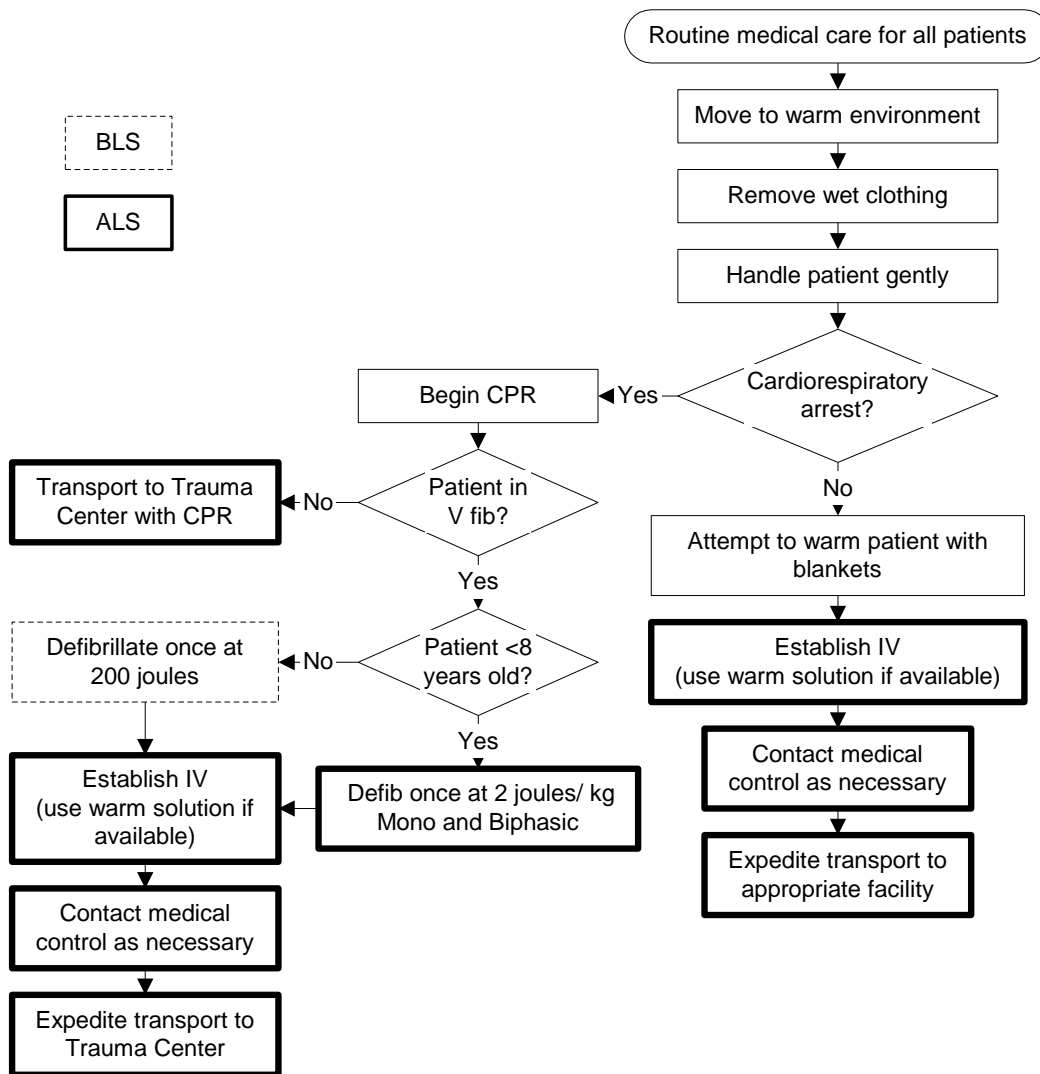 Routine medical care for all patients
Move to warm environment
BLS
Remove wet clothing
ALS
Handle patient gently
Cardiorespiratory
arrest?
Yes
Begin CPR
No
Patient in
V fib?
No
Transport to Trauma
Center with CPR
Yes
Attempt to warm patient with
blankets
Patient <8
years old?
No
Defibrillate once at
200 joules
Establish IV
(use warm solution if available)
Yes
Defib once at 2 joules/ kg
Mono and Biphasic
Establish IV
(use warm solution if
available)
Contact medical
control as necessary
Expedite transport to
appropriate facility
Contact medical
control as necessary
Expedite transport to
Trauma Center